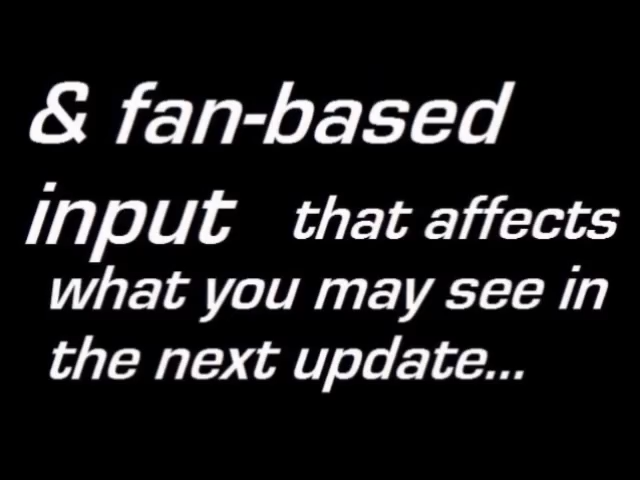 & fan-based
input that affects
what you may see in
the next update...